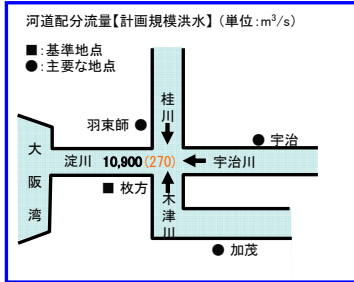 河道配分流量【計画規模洪水】(単位:m³/s)
■:基準地点
●:主要な地点
桂川
羽束師 ●
● 宇治
大阪湾
淀川 10,900(270) 宇治川
■ 枚方
木津川
● 加茂